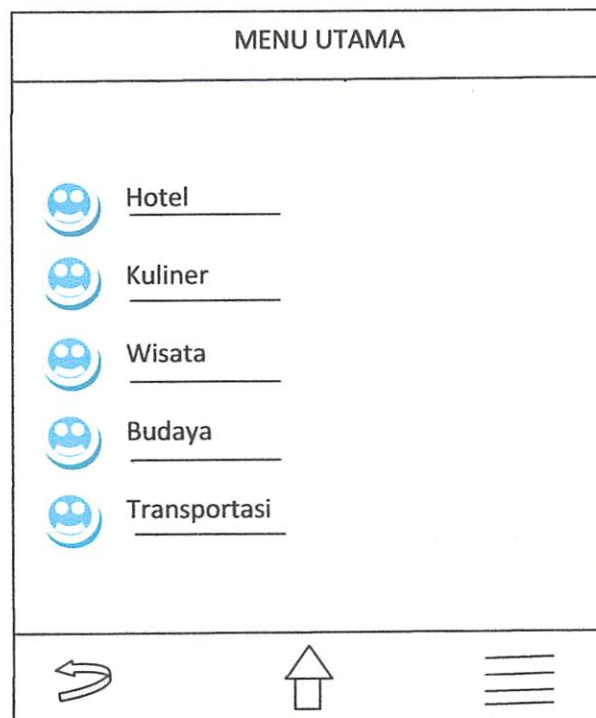 MENU UTAMA
Hotel
Kuliner
Wisata
Budaya
Transportasi